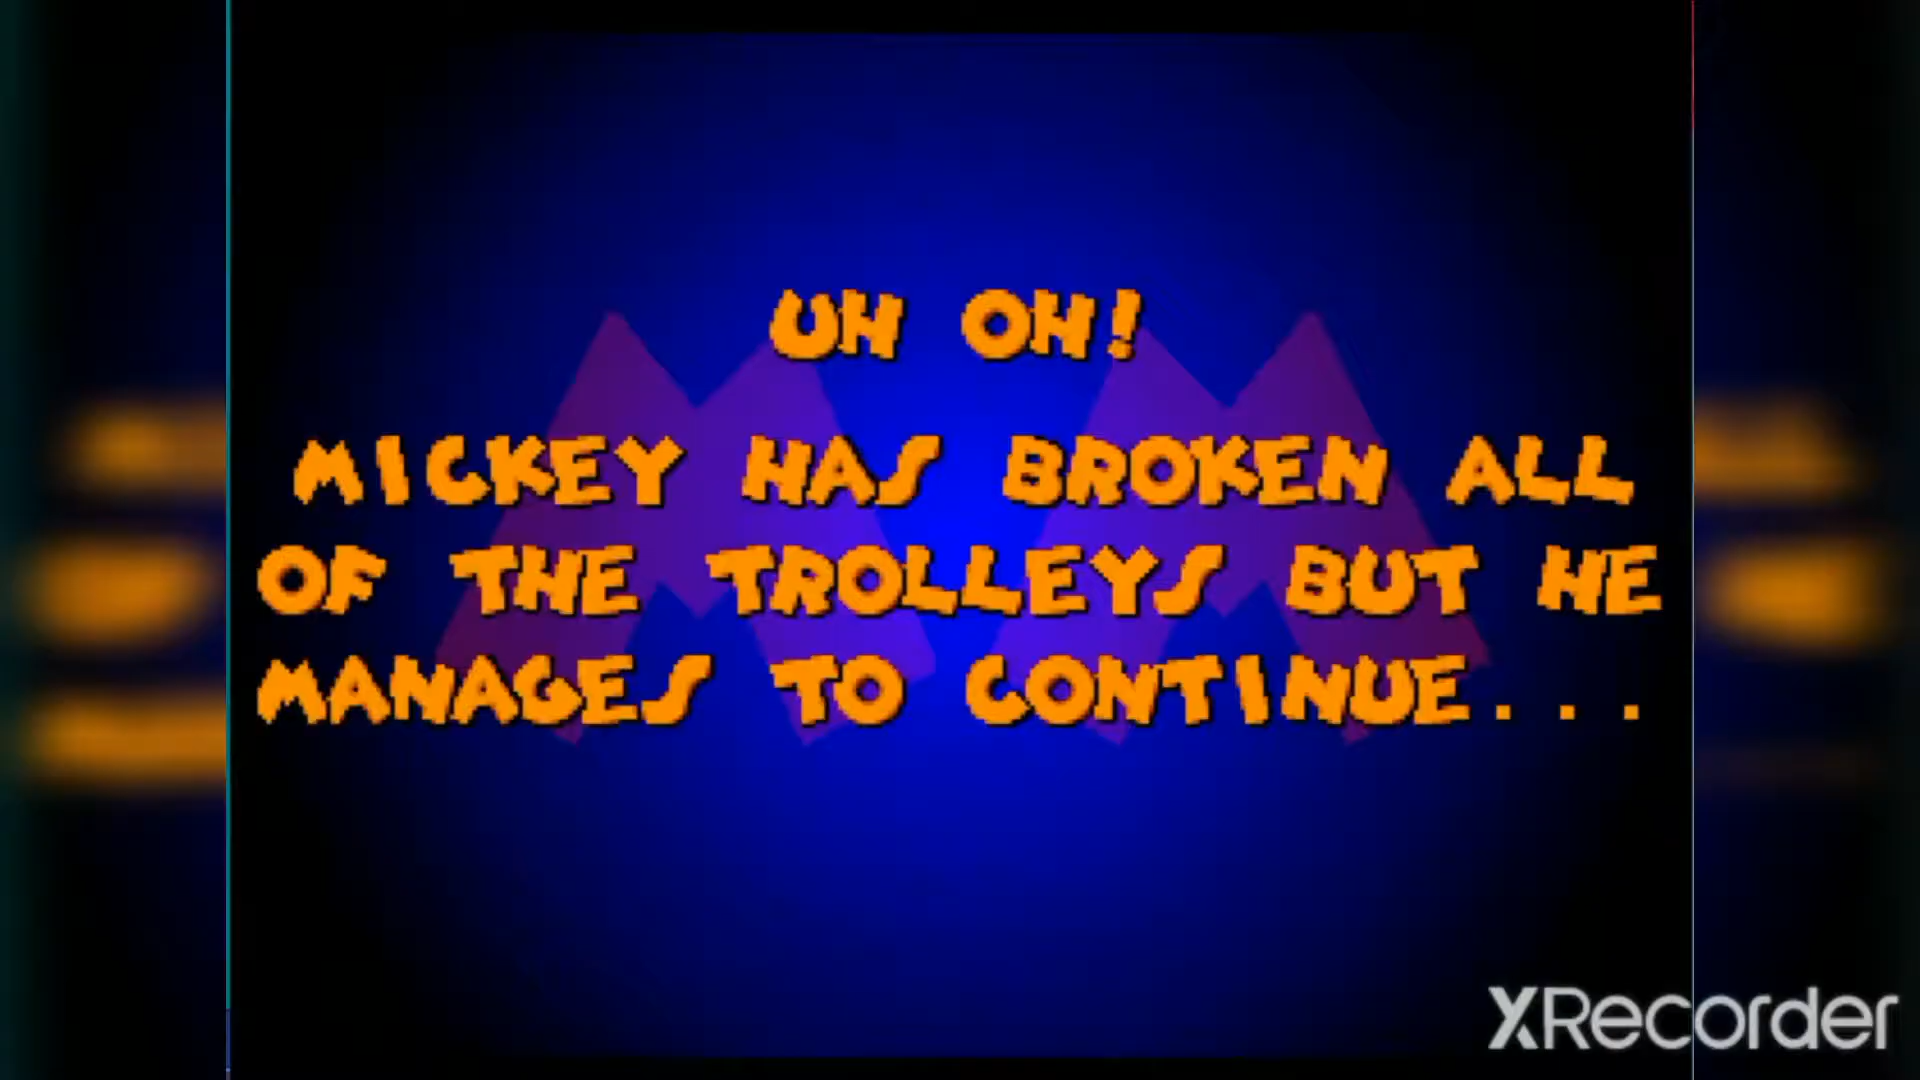 UH OH!
MICKEY HAS BROKEN ALL
OF THE TROLLEYS BUT HE
MANAGES TO CONTINUE...
XRecorder